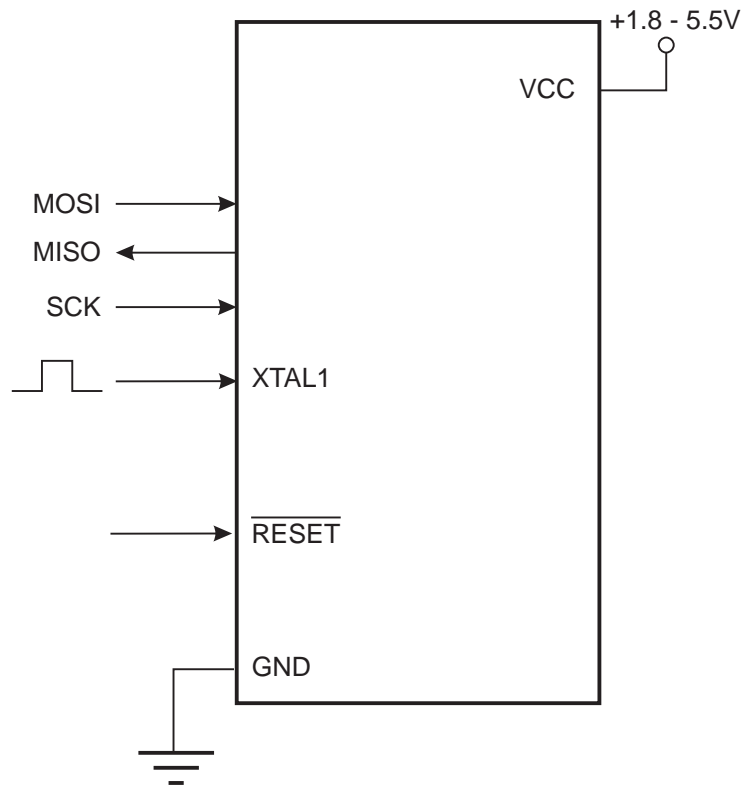 +1.8 - 5.5V
VCC
MOSI
MISO
SCK
XTAL1
RESET
GND